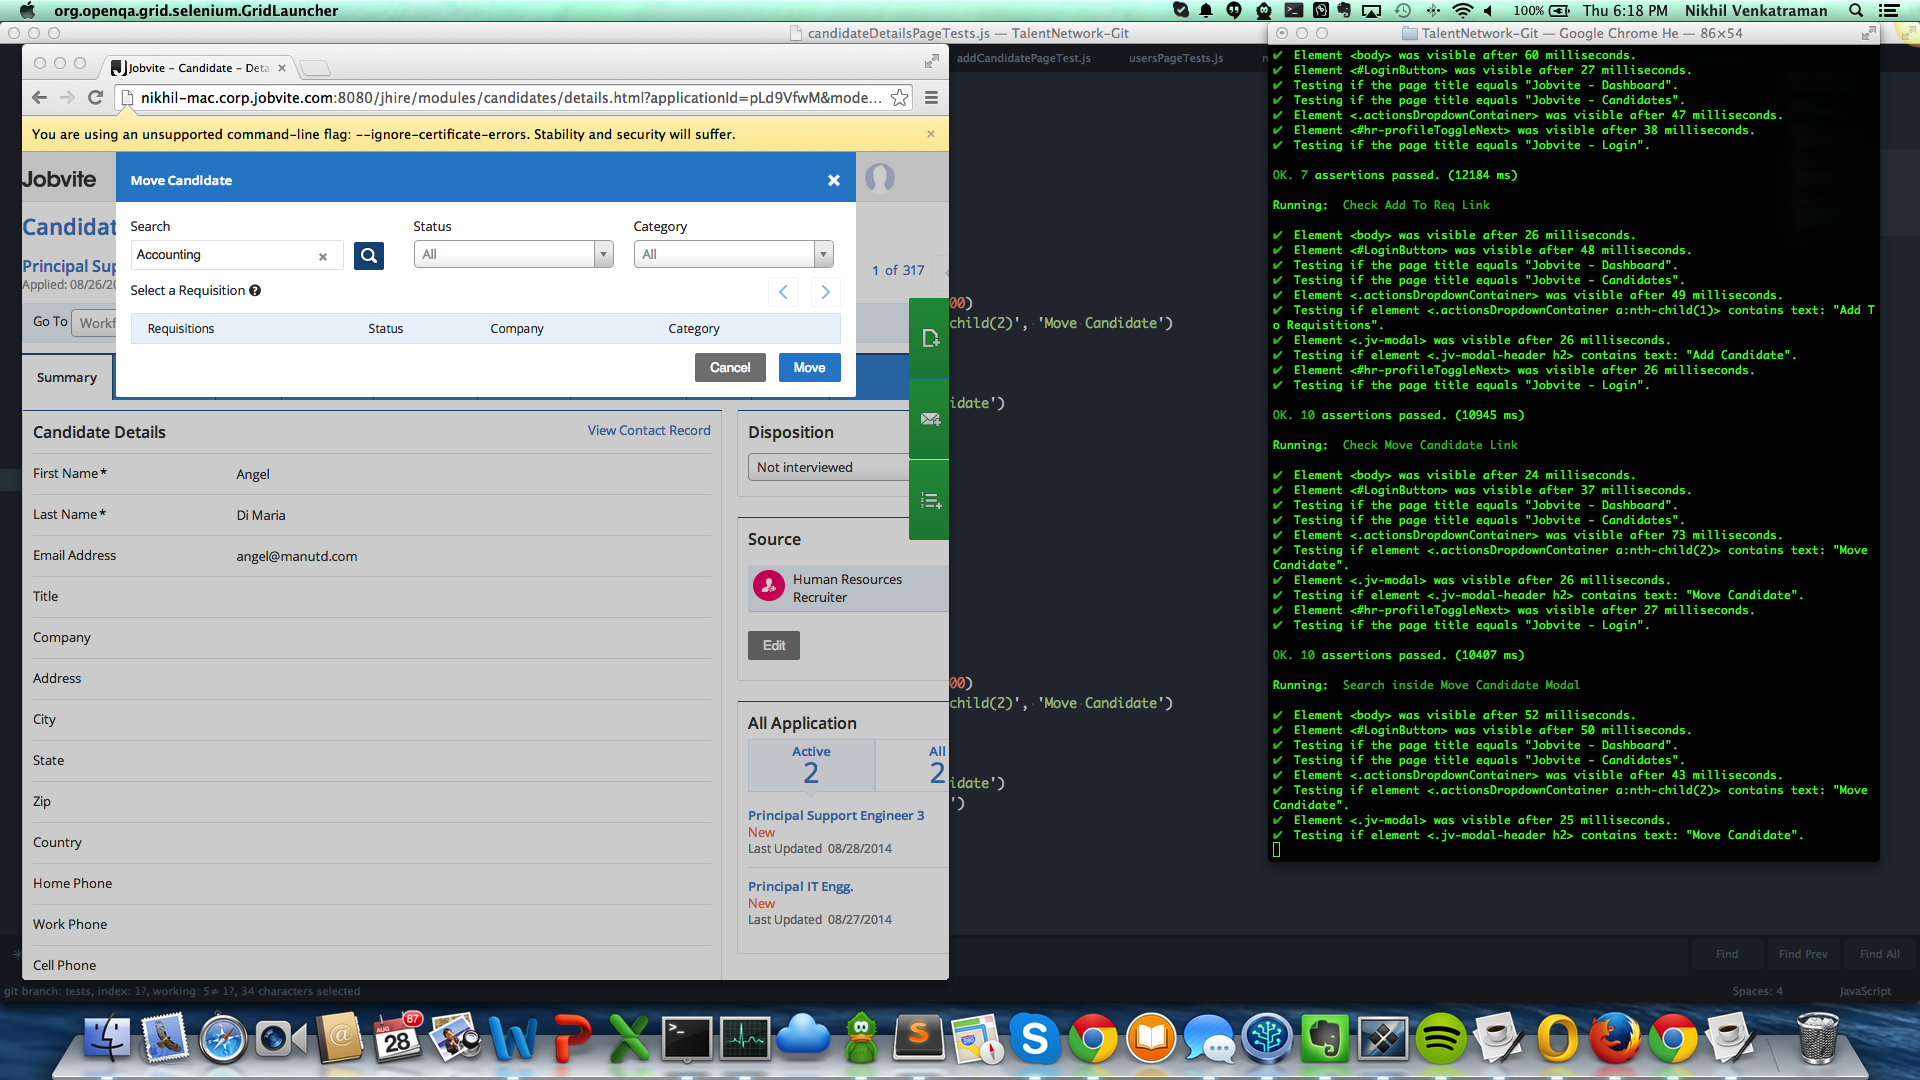 org.openqa.grid.selenium.GridLauncher
100%
Thu 6:18 PM
Nikhil Venkatraman
candidateDetailsPageTests.js — TalentNetwork-Git
addCandidatePageTest.js
usersPageTests.js
Jobvite – Candidate – Deta
nikhil-mac.corp.jobvite.com:8080/jhire/modules/candidates/details.html?applicationId=pLd9VfwM&mode...
You are using an unsupported command-line flag: --ignore-certificate-errors. Stability and security will suffer.
Jobvite
Move Candidate
Candidat
Search
Status
Category
Accounting
All
All
Principal Sup
Applied: 08/26/20
1 of 317
Select a Requisition
Go To
Workf
Requisitions
Status
Company
Category
Cancel
Move
Summary
Candidate Details
View Contact Record
First Name*
Angel
Last Name*
Di Maria
Email Address
angel@manutd.com
Title
Company
Address
City
State
Zip
Country
Home Phone
Work Phone
Cell Phone
Disposition
Not interviewed
Source
Human Resources
Recruiter
Edit
All Application
Active
2
All
2
Principal Support Engineer 3
New
Last Updated 08/28/2014
Principal IT Engg.
New
Last Updated 08/27/2014
00)
child(2)', 'Move Candidate')
idate')
00)
child(2)', 'Move Candidate')
idate')
')
TalentNetwork-Git — Google Chrome He — 86×54
✔ Element <body> was visible after 60 milliseconds.
✔ Element <#LoginButton> was visible after 27 milliseconds.
✔ Testing if the page title equals "Jobvite - Dashboard".
✔ Testing if the page title equals "Jobvite - Candidates".
✔ Element <.actionsDropdownContainer> was visible after 47 milliseconds.
✔ Element <#hr-profileToggleNext> was visible after 38 milliseconds.
✔ Testing if the page title equals "Jobvite - Login".
OK. 7 assertions passed. (12184 ms)
Running: Check Add To Req Link
✔ Element <body> was visible after 26 milliseconds.
✔ Element <#LoginButton> was visible after 48 milliseconds.
✔ Testing if the page title equals "Jobvite - Dashboard".
✔ Testing if the page title equals "Jobvite - Candidates".
✔ Element <.actionsDropdownContainer> was visible after 49 milliseconds.
✔ Testing if element <.actionsDropdownContainer a:nth-child(1)> contains text: "Add T
o Requisitions".
✔ Element <.jv-modal> was visible after 26 milliseconds.
✔ Testing if element <.jv-modal-header h2> contains text: "Add Candidate".
✔ Element <#hr-profileToggleNext> was visible after 26 milliseconds.
✔ Testing if the page title equals "Jobvite - Login".
OK. 10 assertions passed. (10945 ms)
Running: Check Move Candidate Link
✔ Element <body> was visible after 24 milliseconds.
✔ Element <#LoginButton> was visible after 37 milliseconds.
✔ Testing if the page title equals "Jobvite - Dashboard".
✔ Testing if the page title equals "Jobvite - Candidates".
✔ Element <.actionsDropdownContainer> was visible after 73 milliseconds.
✔ Testing if element <.actionsDropdownContainer a:nth-child(2)> contains text: "Move
Candidate".
✔ Element <.jv-modal> was visible after 26 milliseconds.
✔ Testing if element <.jv-modal-header h2> contains text: "Move Candidate".
✔ Element <#hr-profileToggleNext> was visible after 27 milliseconds.
✔ Testing if the page title equals "Jobvite - Login".
OK. 10 assertions passed. (10407 ms)
Running: Search inside Move Candidate Modal
✔ Element <body> was visible after 52 milliseconds.
✔ Element <#LoginButton> was visible after 50 milliseconds.
✔ Testing if the page title equals "Jobvite - Dashboard".
✔ Testing if the page title equals "Jobvite - Candidates".
✔ Element <.actionsDropdownContainer> was visible after 43 milliseconds.
✔ Testing if element <.actionsDropdownContainer a:nth-child(2)> contains text: "Move
Candidate".
✔ Element <.jv-modal> was visible after 25 milliseconds.
✔ Testing if element <.jv-modal-header h2> contains text: "Move Candidate".
Find
Find Prev
Find All
git branch: tests, index: 1?, working: 5≠ 1?, 34 characters selected
Spaces: 4
JavaScript
AUG
28
87